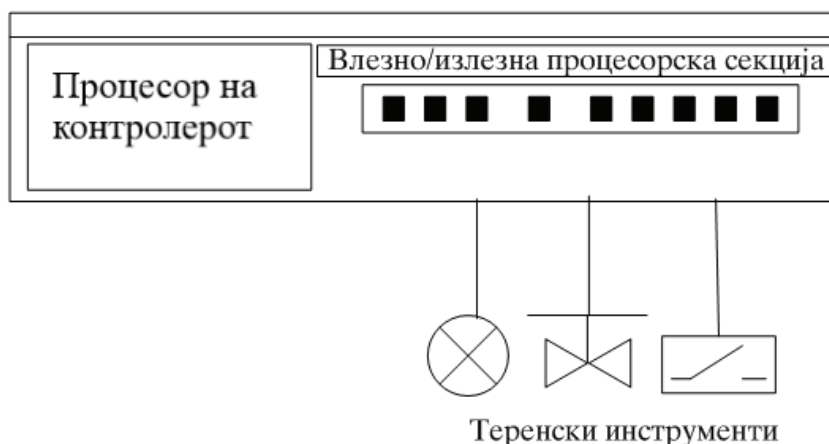 Процесор на
контролерот
Влезно/излезна процесорска секција
Теренски инструменти